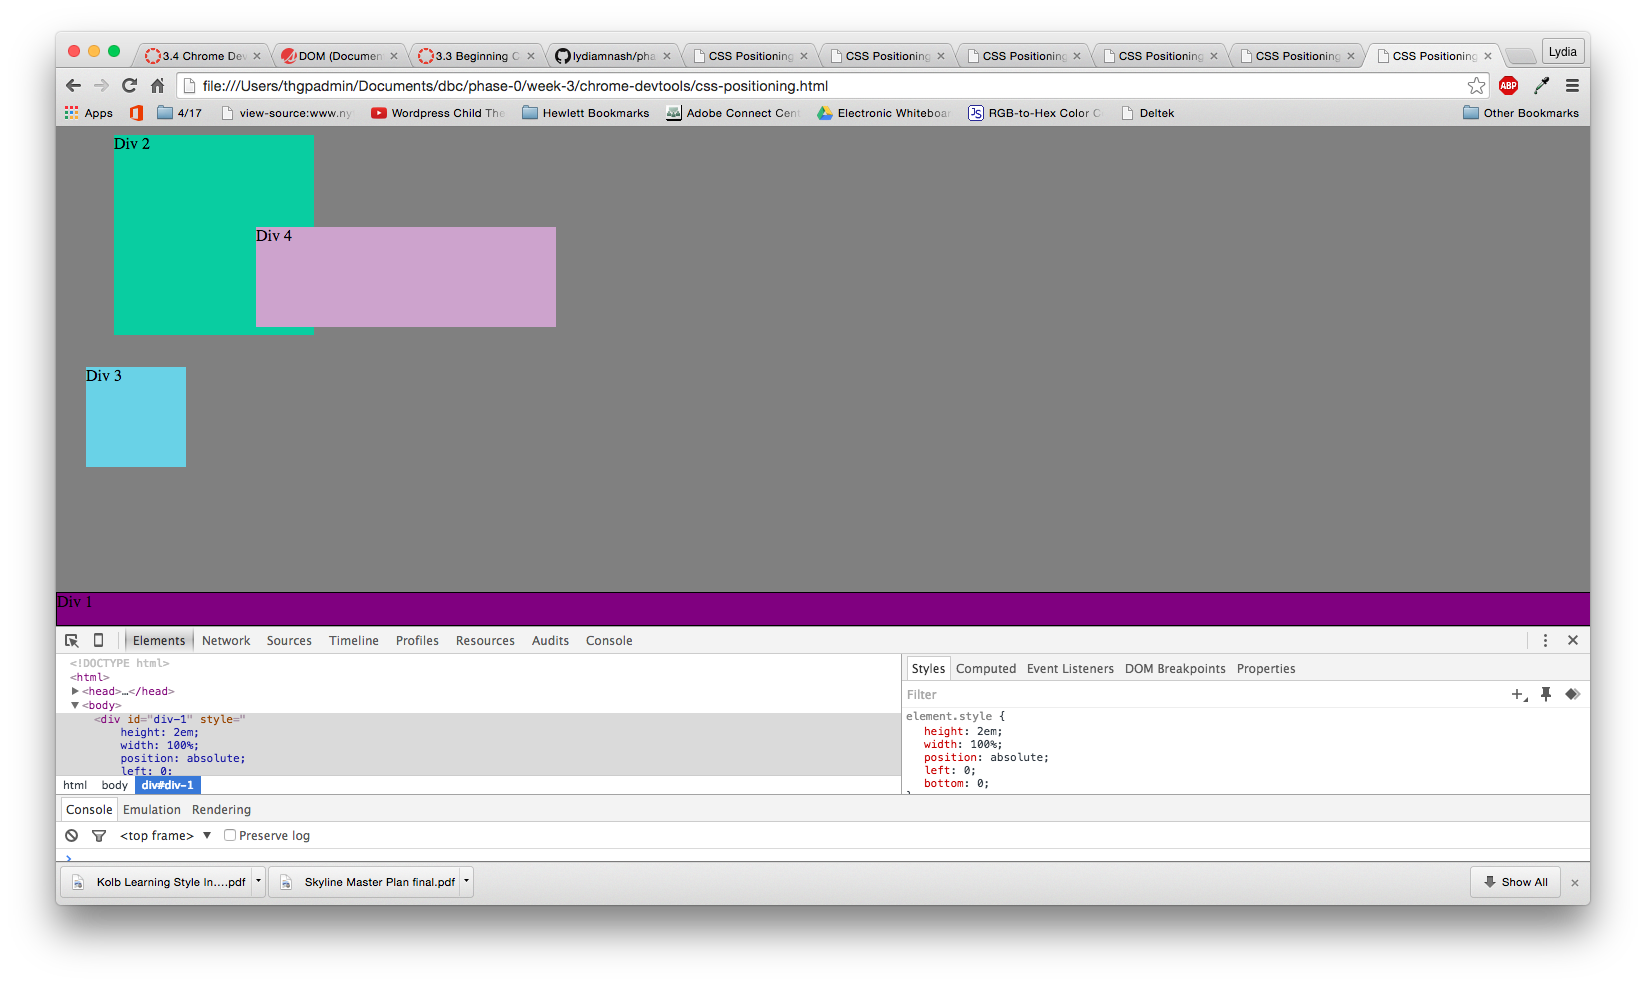 3.4 Chrome Dev
DOM (Documen
3.3 Beginning C
lydiamnash/pha
CSS Positioning
CSS Positioning
CSS Positioning
CSS Positioning
CSS Positioning
CSS Positioning
Lydia
file:///Users/thgpadmin/Documents/dbc/phase-0/week-3/chrome-devtools/css-positioning.html
ABP
Apps
4/17
view-source:www.ny
Wordpress Child The
Hewlett Bookmarks
Adobe Connect Cent
Electronic Whiteboar
JS
RGB-to-Hex Color C
Deltek
Other Bookmarks
Div 2
Div 4
Div 3
Div 1
Elements Network Sources Timeline Profiles Resources Audits Console
<!DOCTYPE html>
<html>
<head>…</head>
<body>
<div id="div-1" style="
height: 2em;
width: 100%;
position: absolute;
left: 0;
html body div#div-1
Styles Computed Event Listeners DOM Breakpoints Properties
Filter
element.style {
height: 2em;
width: 100%;
position: absolute;
left: 0;
bottom: 0;
}
Console Emulation Rendering
<top frame> ▼ Preserve log
>
Kolb Learning Style In....pdf
Skyline Master Plan final.pdf
Show All